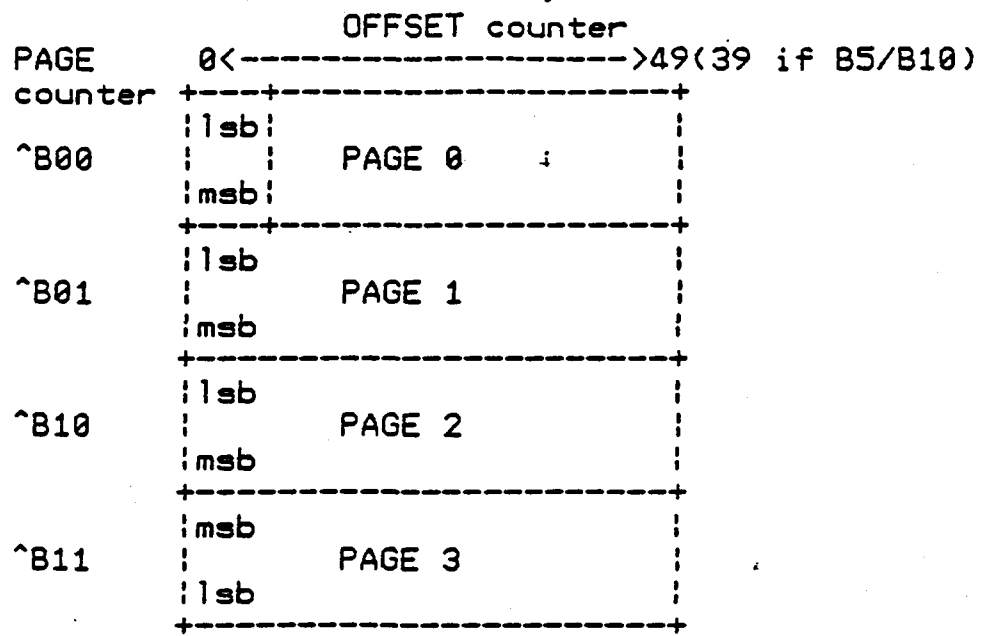 OFFSET counter
PAGE 0<--------------------->49(39 if B5/B10)
counter +----+----------------------+
¦lsb¦ ¦
^B00 ¦ ¦ PAGE 0 ¦
¦msb¦ ¦
+----+----------------------+
¦lsb ¦
^B01 ¦ PAGE 1 ¦
¦msb ¦
+---------------------------+
¦lsb ¦
^B10 ¦ PAGE 2 ¦
¦msb ¦
+---------------------------+
¦msb ¦
^B11 ¦ PAGE 3 ¦
¦lsb ¦
+---------------------------+